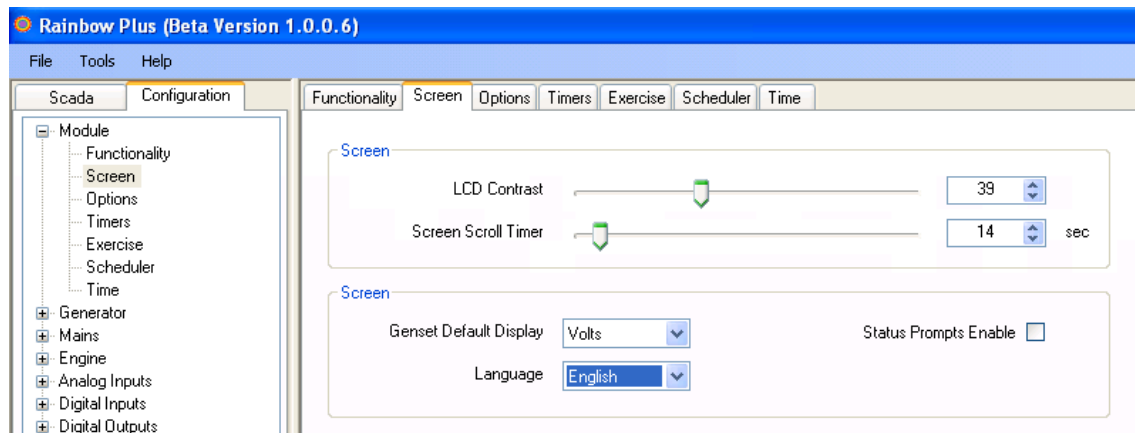 Rainbow Plus (Beta Version 1.0.0.6)
File Tools Help
Scada Configuration
Module
Functionality
Screen
Options
Timers
Exercise
Scheduler
Time
Generator
Mains
Engine
Analog Inputs
Digital Inputs
Digital Outputs
Functionality Screen Options Timers Exercise Scheduler Time
Screen
LCD Contrast 39
Screen Scroll Timer 14 sec
Screen
Genset Default Display Volts Status Prompts Enable
Language English